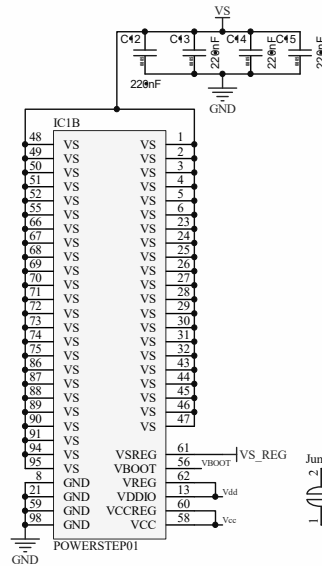 VS
C12 C13 C14 C15
220nF 220nF 220nF
220nF
GND
IC1B
48 VS VS 1
49 VS VS 2
50 VS VS 3
51 VS VS 4
52 VS VS 5
55 VS VS 6
66 VS VS 23
67 VS VS 24
68 VS VS 25
69 VS VS 26
70 VS VS 27
71 VS VS 28
72 VS VS 29
73 VS VS 30
74 VS VS 31
75 VS VS 32
86 VS VS 43
87 VS VS 44
88 VS VS 45
89 VS VS 46
90 VS VS 47
91 VS
94 VS VSREG 61 VS_REG
95 VS VBOOT 56 VBOOT
8 GND VREG 62
21 GND VDDIO 13 Vdd
59 GND VCCREG 60
98 GND VCC 58 Vcc
POWERSTEP01
GND
Jun
2
1